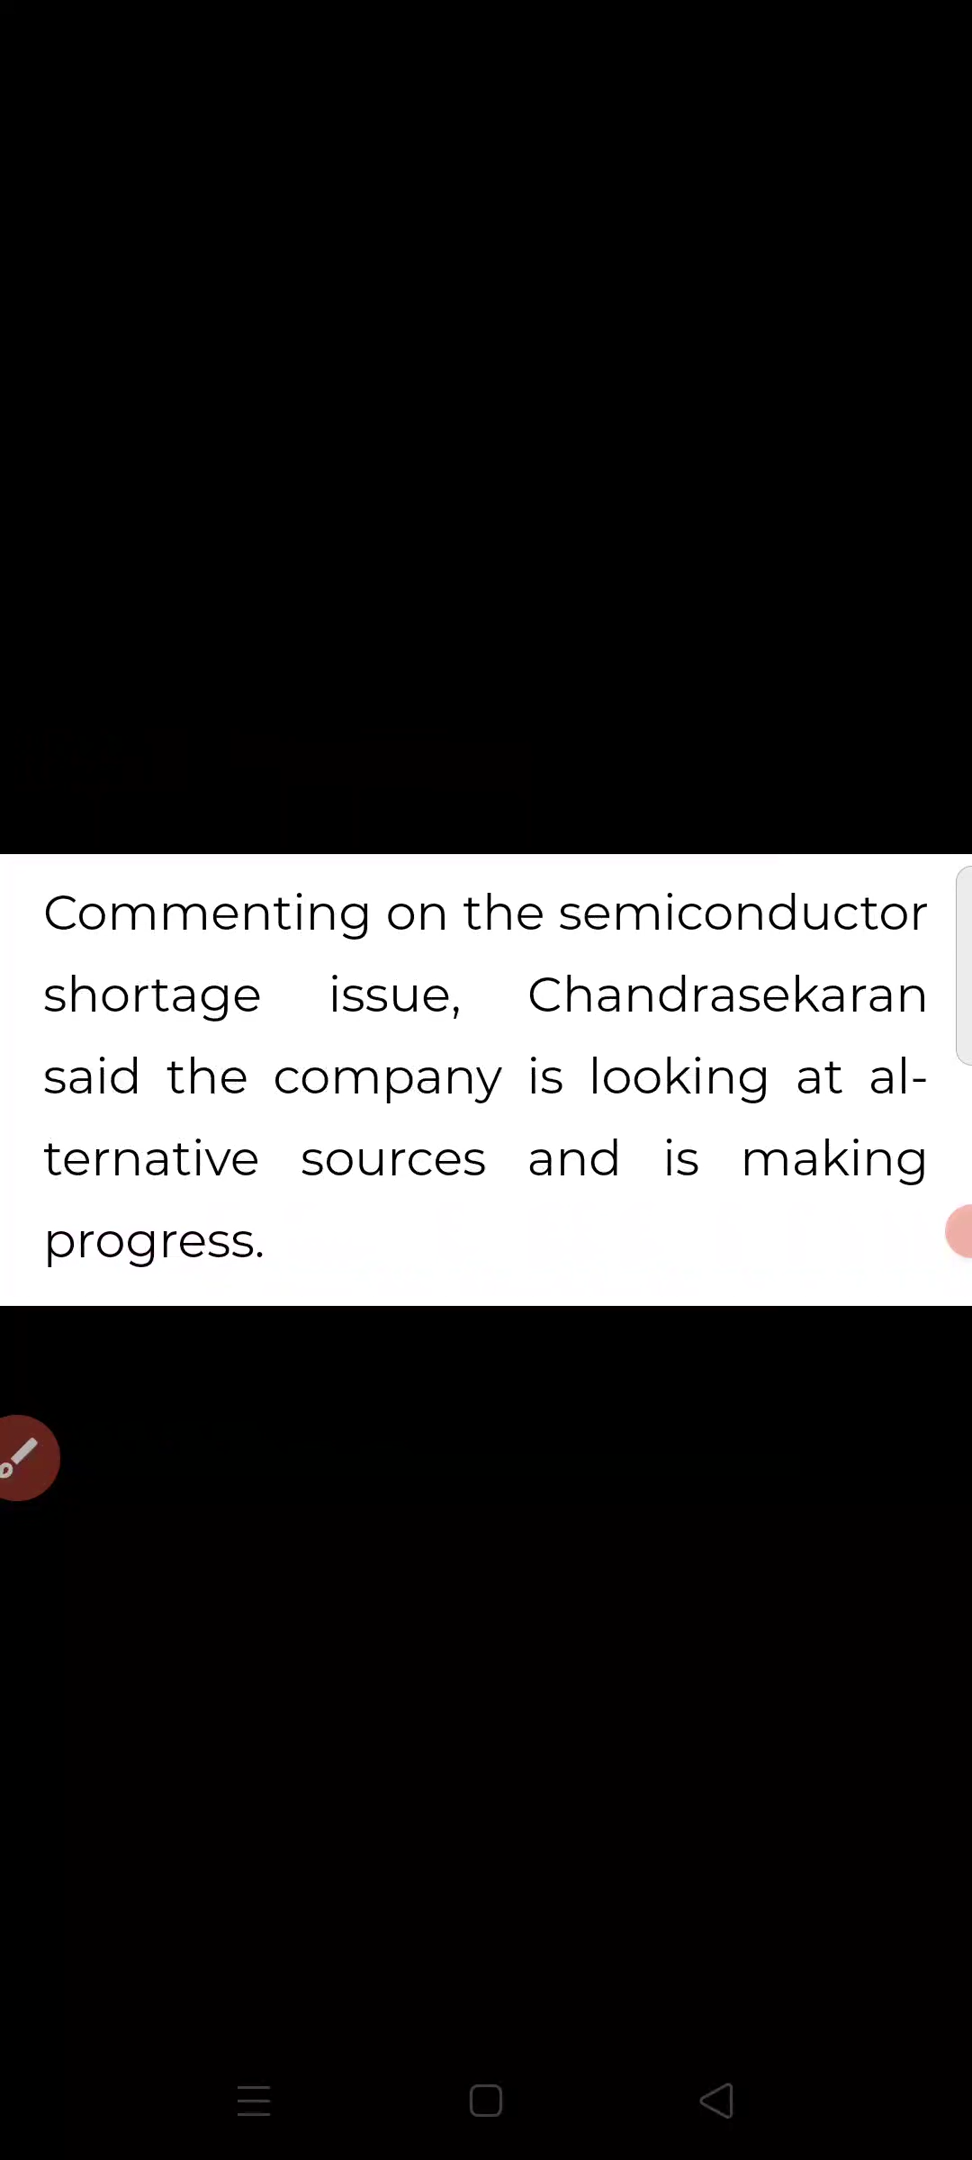 Commenting on the semiconductor
shortage issue, Chandrasekaran
said the company is looking at al-
ternative sources and is making
progress.